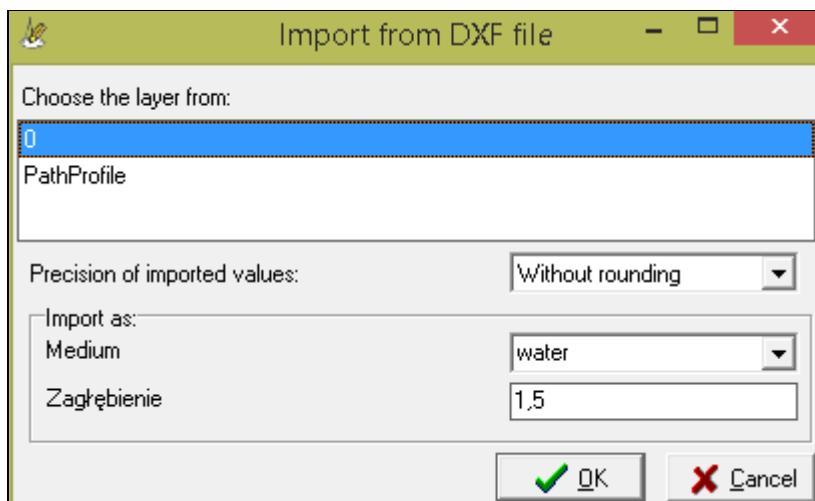 Import from DXF file
Choose the layer from:
0
PathProfile
Precision of imported values: Without rounding
Import as:
Medium water
Zagłębienie 1,5
OK Cancel